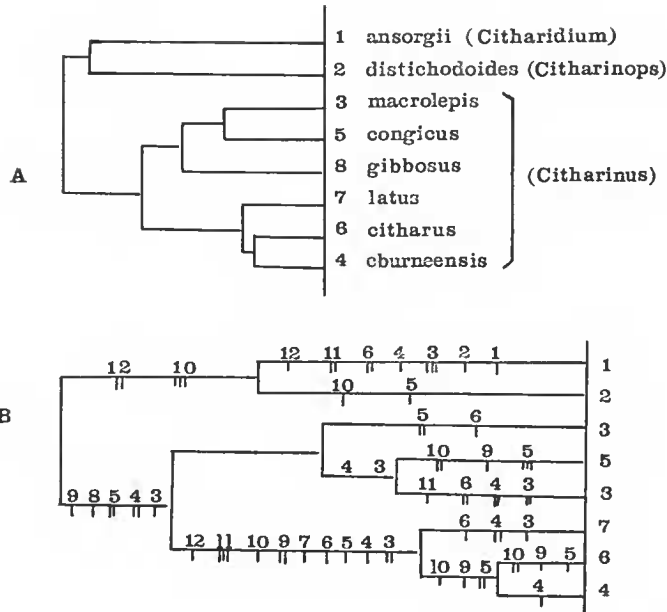 1 ansorgii (Citharidium)
2 distichodoides (Citharinops)
3 macrolepis
5 congicus
A
8 gibbosus
(Citharinus)
7 latus
6 citharus
4 cburneensis
12 11 6 4 3 2 1
1
12 10
10 5
2
B
5 6
3
10 9 5
5
4 3
11 6 4 3
3
9 8 5 4 3
6 4 3
7
12 11 10 9 7 6 5 4 3
10 9 5
6
10 9 5
4
4